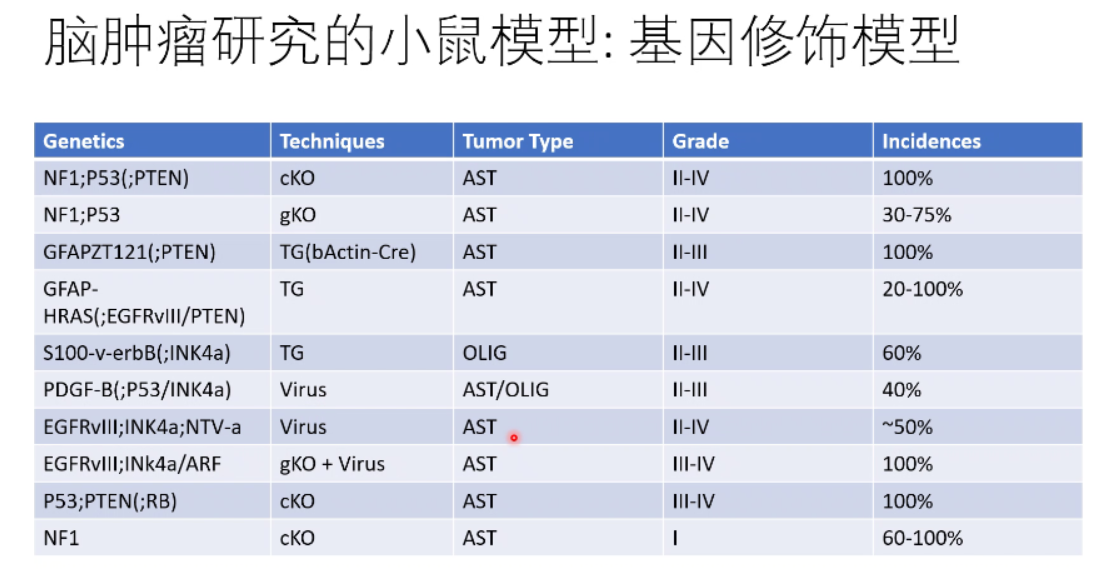 脑肿瘤研究的小鼠模型: 基因修饰模型
Genetics Techniques Tumor Type Grade Incidences
NF1;P53(;PTEN) cKO AST II-IV 100%
NF1;P53 gKO AST II-IV 30-75%
GFAPZT121(;PTEN) TG(bActin-Cre) AST II-III 100%
GFAP- TG AST II-IV 20-100%
HRAS(;EGFRvIII/PTEN)
S100-v-erbB(;INK4a) TG OLIG II-III 60%
PDGF-B(;P53/INK4a) Virus AST/OLIG II-III 40%
EGFRvIII;INK4a;NTV-a Virus AST II-IV ~50%
EGFRvIII;INk4a/ARF gKO + Virus AST III-IV 100%
P53;PTEN(;RB) cKO AST III-IV 100%
NF1 cKO AST I 60-100%